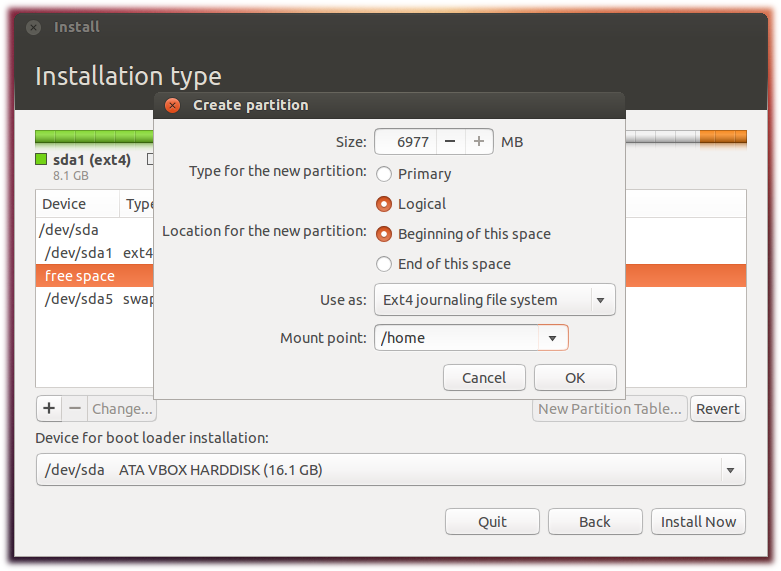 Install
Installation type
Create partition
Size: 6977 MB
Type for the new partition: Primary
Logical
Location for the new partition: Beginning of this space
End of this space
Use as: Ext4 journaling file system
Mount point: /home
Cancel OK
sda1 (ext4)
8.1 GB
Device Type
/dev/sda
/dev/sda1 ext4
free space
/dev/sda5 swap
Change... New Partition Table... Revert
Device for boot loader installation:
/dev/sda ATA VBOX HARDDISK (16.1 GB)
Quit Back Install Now